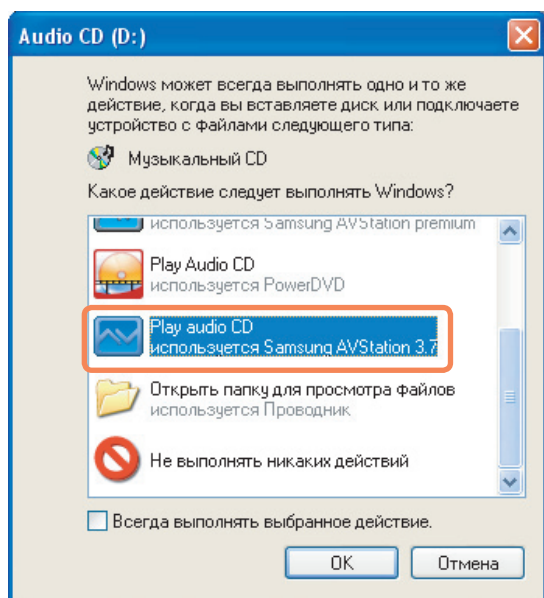 Audio CD (D:)
Windows может всегда выполнять одно и то же
действие, когда вы вставляете диск или подключаете
устройство с файлами следующего типа:
Музыкальный CD
Какое действие следует выполнять Windows?
используется Samsung AVStation premium
Play Audio CD
используется PowerDVD
Play audio CD
используется Samsung AVStation 3.7
Открыть папку для просмотра файлов
используется Проводник
Не выполнять никаких действий
Всегда выполнять выбранное действие.
OK
Отмена